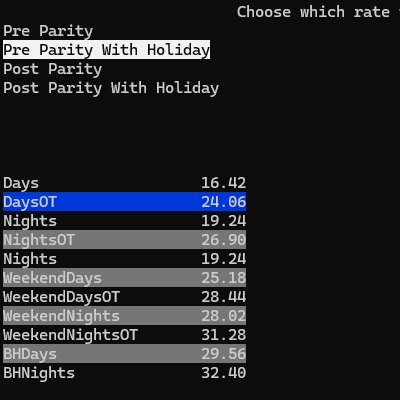 Choose which rate
Pre Parity
Pre Parity With Holiday
Post Parity
Post Parity With Holiday
Days 16.42
DaysOT 24.06
Nights 19.24
NightsOT 26.90
Nights 19.24
WeekendDays 25.18
WeekendDaysOT 28.44
WeekendNights 28.02
WeekendNightsOT 31.28
BHDays 29.56
BHNights 32.40